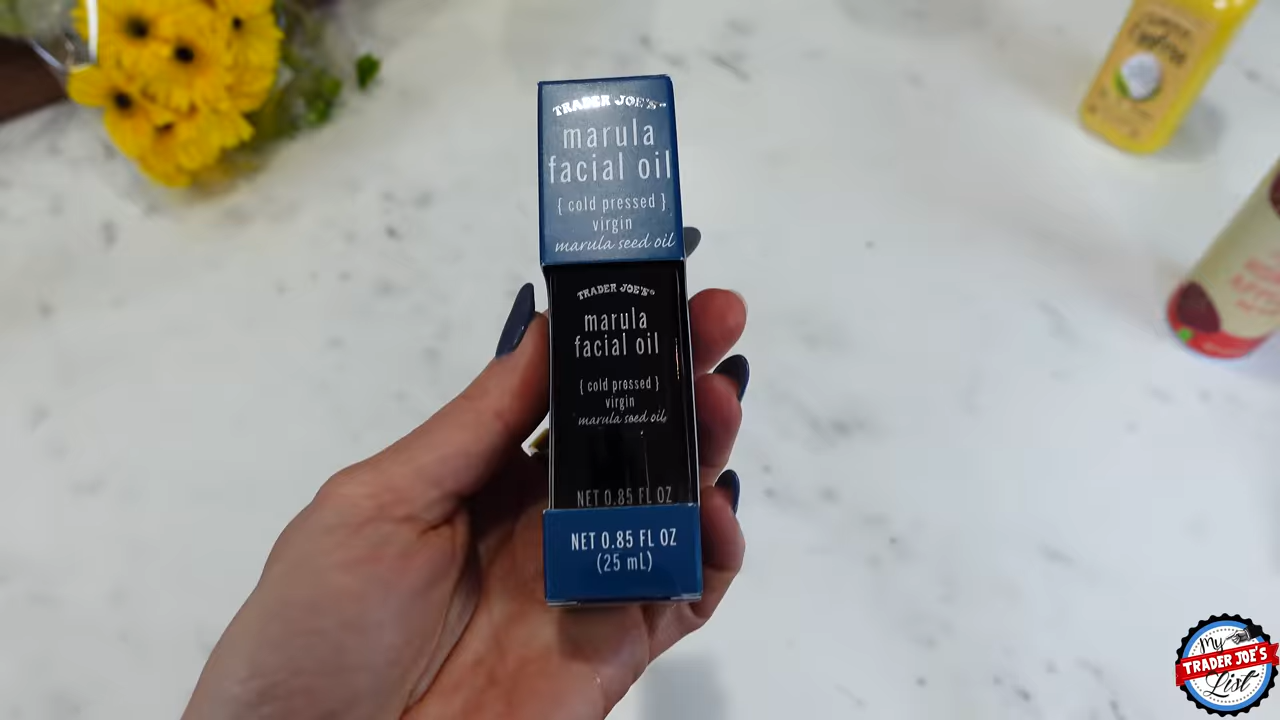 TRADER JOE'S
marula
facial oil
{ cold pressed }
virgin
marula seed oil
TRADER JOE'S
marula
facial oil
{ cold pressed }
virgin
marula seed oil
NET 0.85 FL OZ
NET 0.85 FL OZ
(25 mL)
My
TRADER JOE'S
List